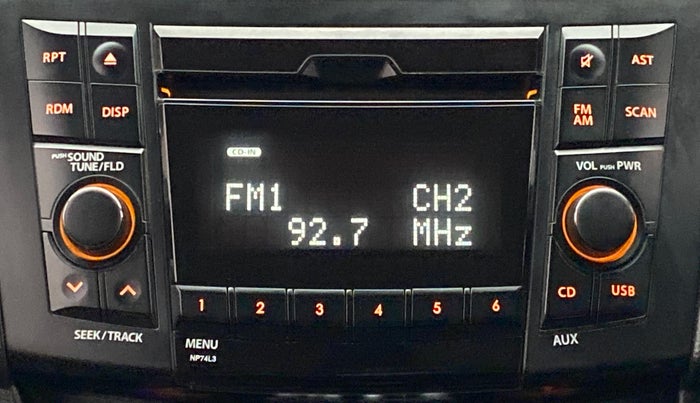 RPT
RDM
DISP
PUSH SOUND
TUNE/FLD
SEEK/TRACK
CD-IN
FM1 CH2
92.7 MHz
1 2 3 4 5 6
MENU
NP74L3
AST
FM
AM
SCAN
VOL PUSH PWR
CD
USB
AUX